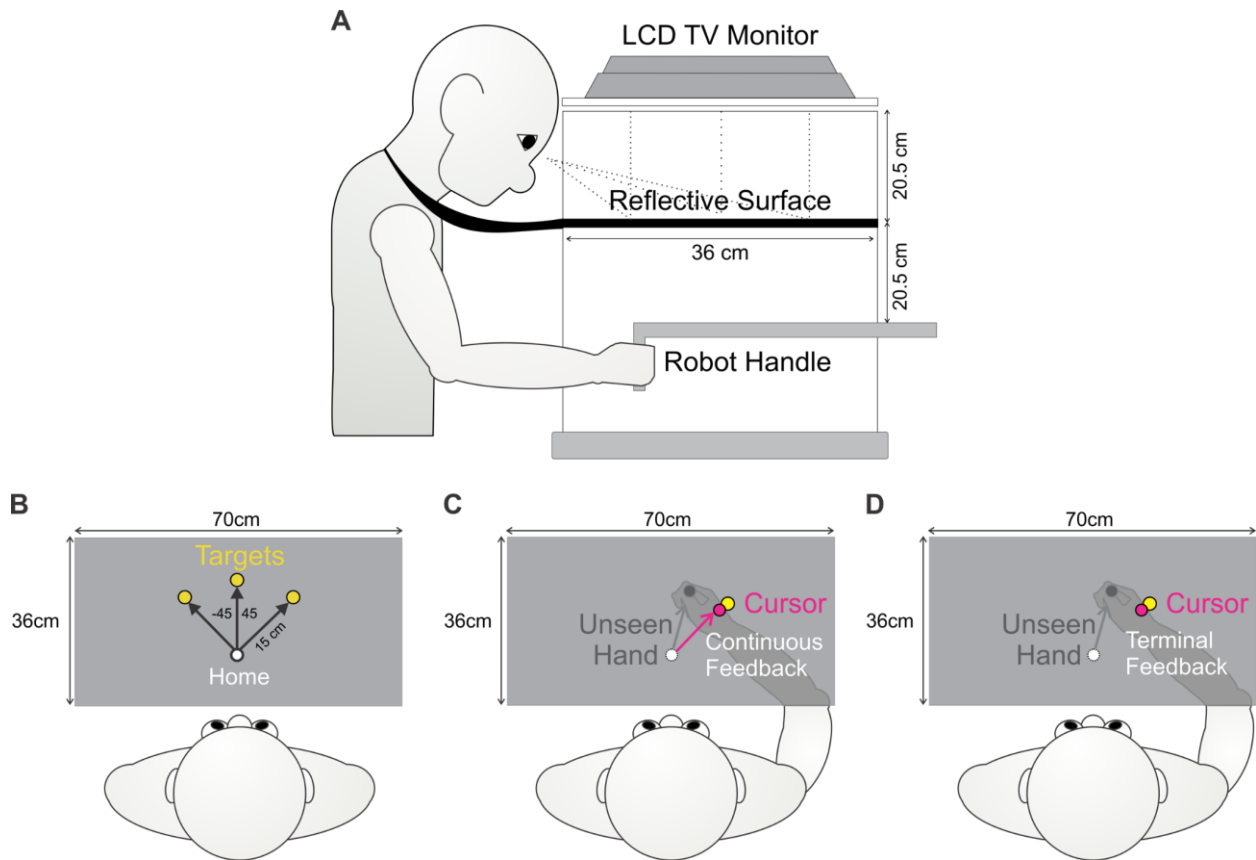 A
LCD TV Monitor
20.5 cm
Reflective Surface
36 cm
20.5 cm
Robot Handle
B
70cm
36cm
Targets
-45
45
15 cm
Home
C
70cm
36cm
Cursor
Unseen
Hand
Continuous
Feedback
D
70cm
36cm
Cursor
Unseen
Hand
Terminal
Feedback